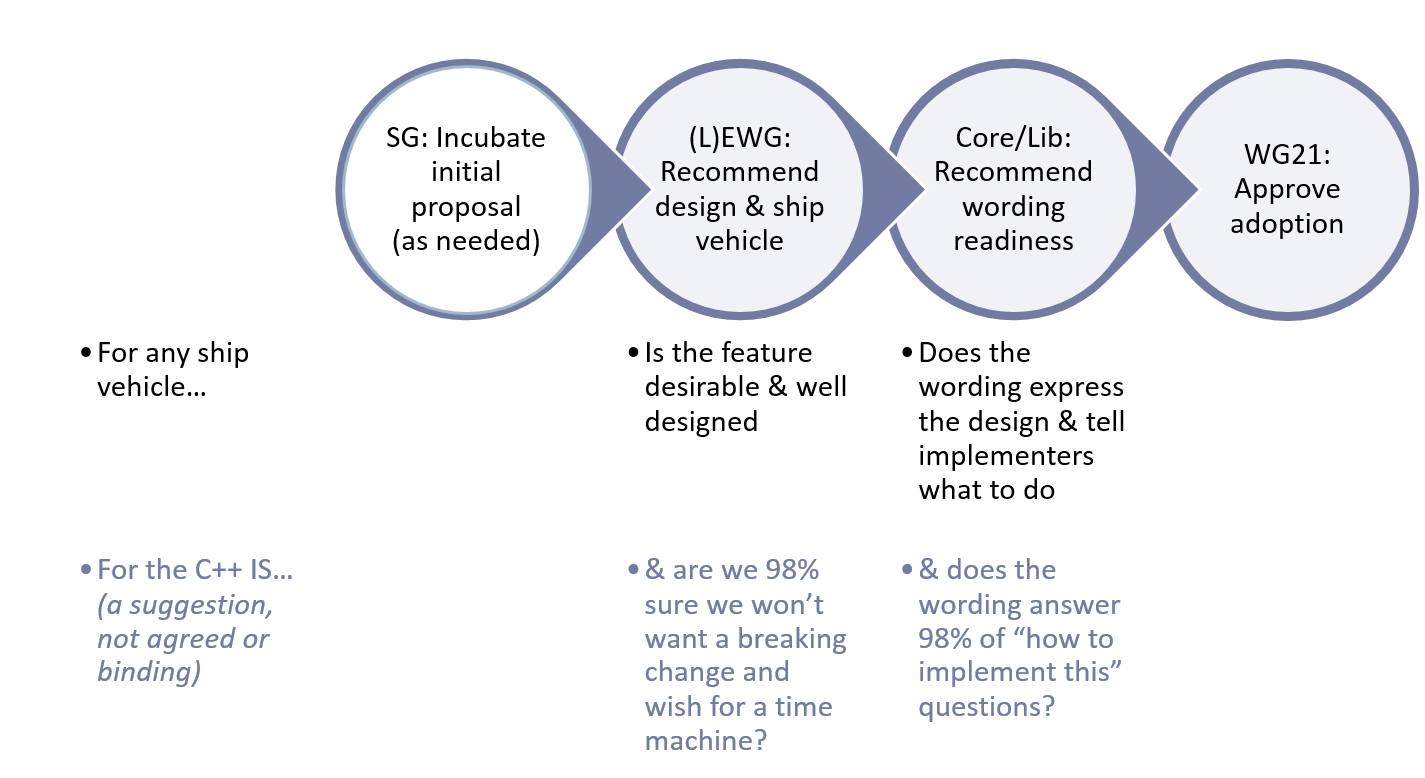 SG: Incubate
initial
proposal
(as needed)
(L)EWG:
Recommend
design & ship
vehicle
Core/Lib:
Recommend
wording
readiness
WG21:
Approve
adoption
•For any ship
vehicle…
•Is the feature
desirable & well
designed
•Does the
wording express
the design & tell
implementers
what to do
•For the C++ IS…
(a suggestion,
not agreed or
binding)
•& are we 98%
sure we won’t
want a breaking
change and
wish for a time
machine?
•& does the
wording answer
98% of “how to
implement this”
questions?